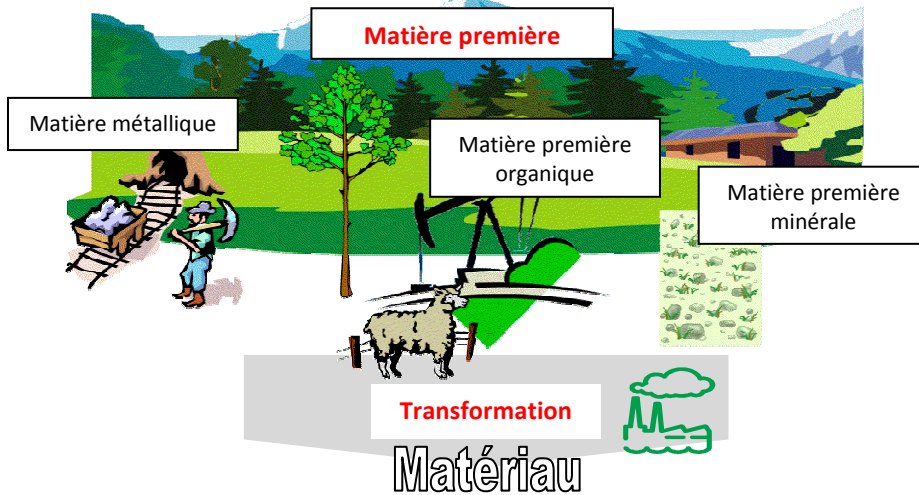 Matière première
Matière métallique
Matière première
organique
Matière première
minérale
Transformation
Matériau